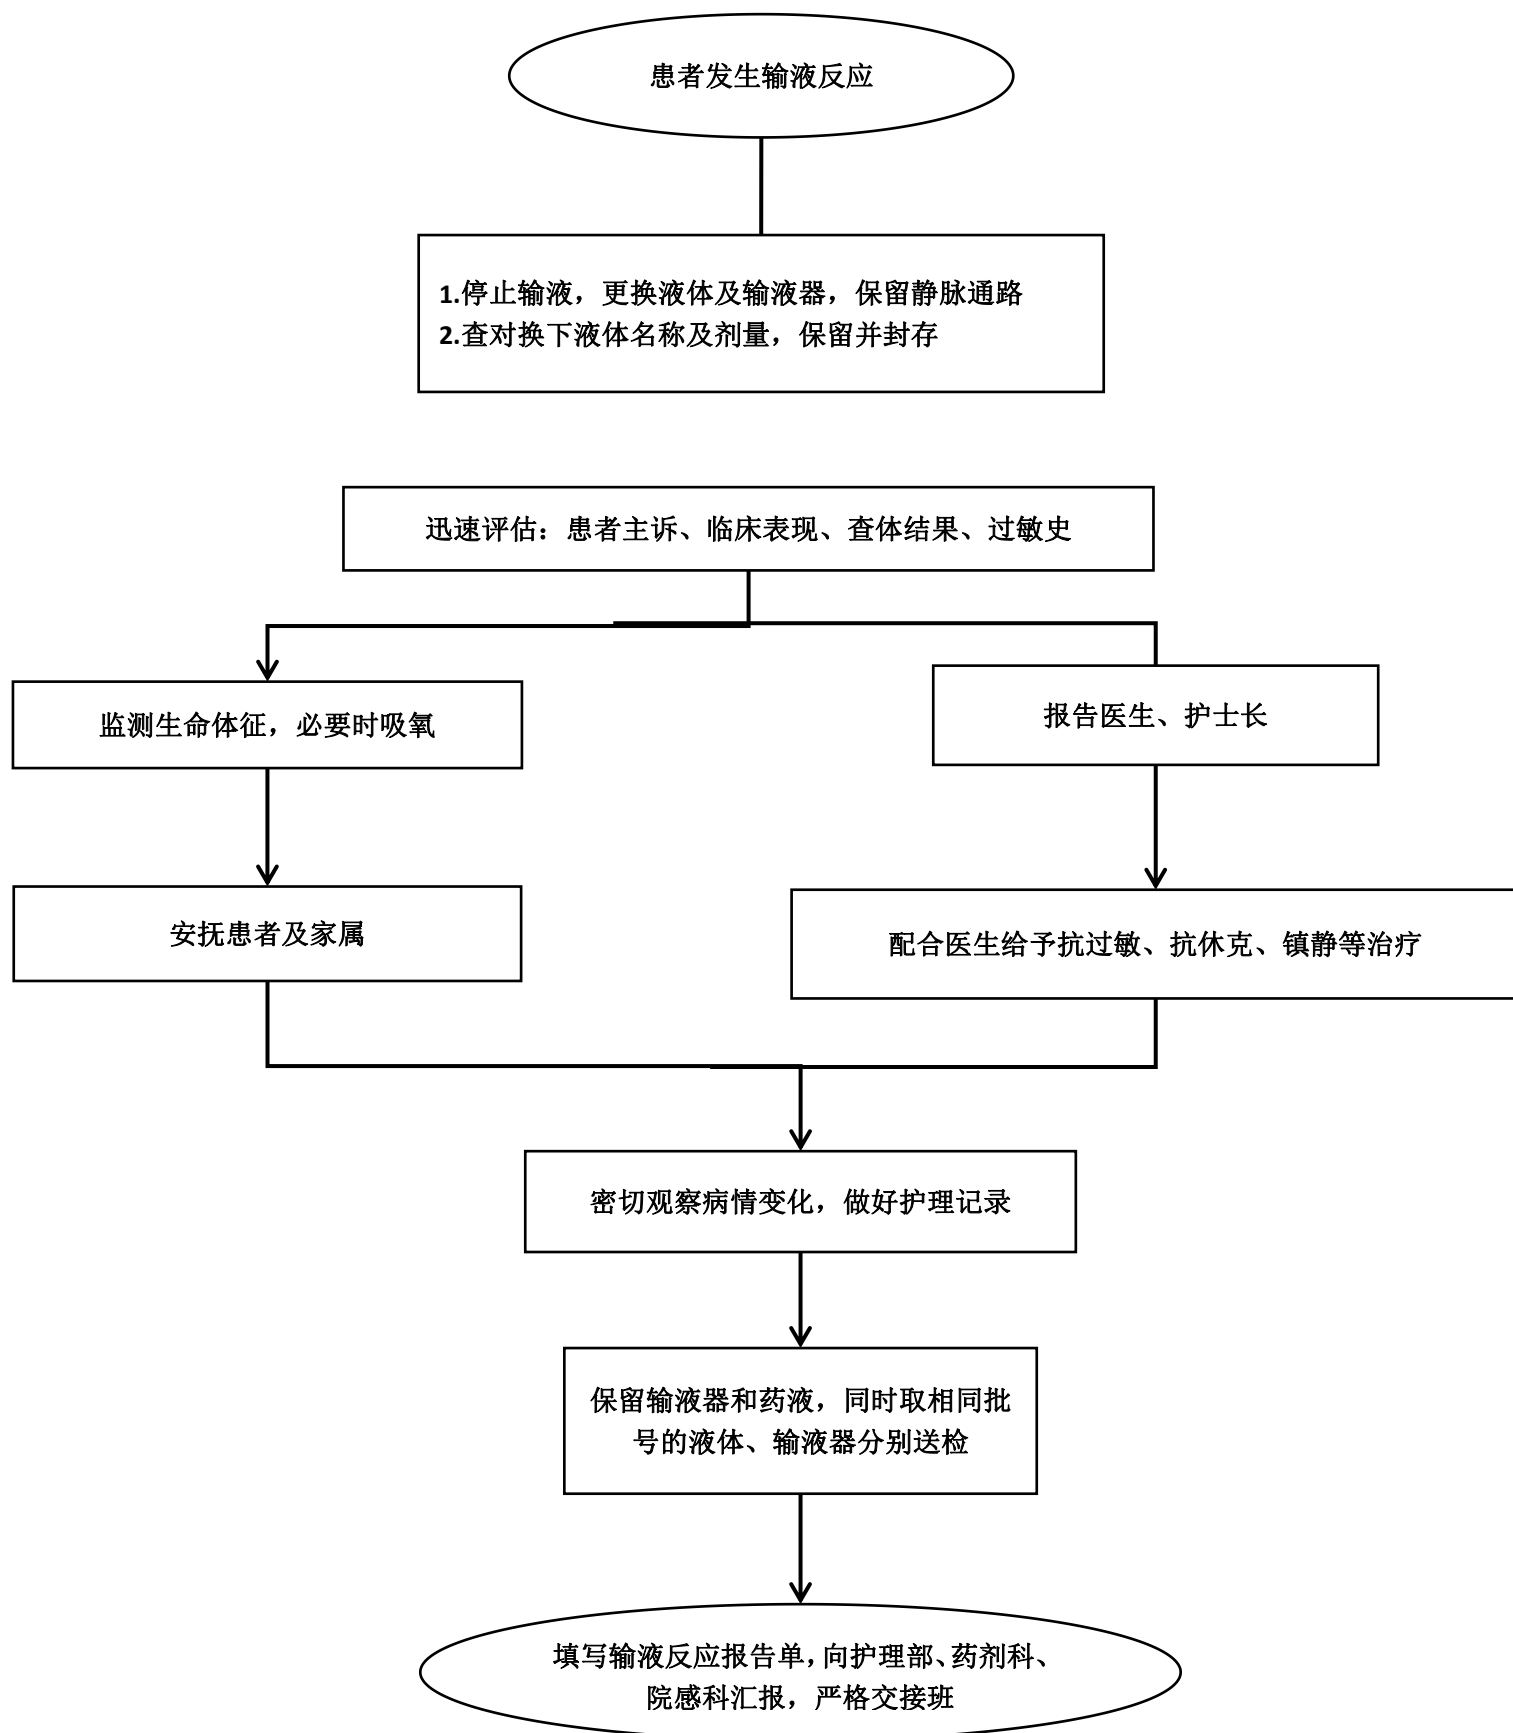 患者发生输液反应
1.停止输液，更换液体及输液器，保留静脉通路
2.查对换下液体名称及剂量，保留并封存
迅速评估：患者主诉、临床表现、查体结果、过敏史
监测生命体征，必要时吸氧
报告医生、护士长
安抚患者及家属
配合医生给予抗过敏、抗休克、镇静等治疗
密切观察病情变化，做好护理记录
保留输液器和药液，同时取相同批
号的液体、输液器分别送检
填写输液反应报告单，向护理部、药剂科、
院感科汇报，严格交接班